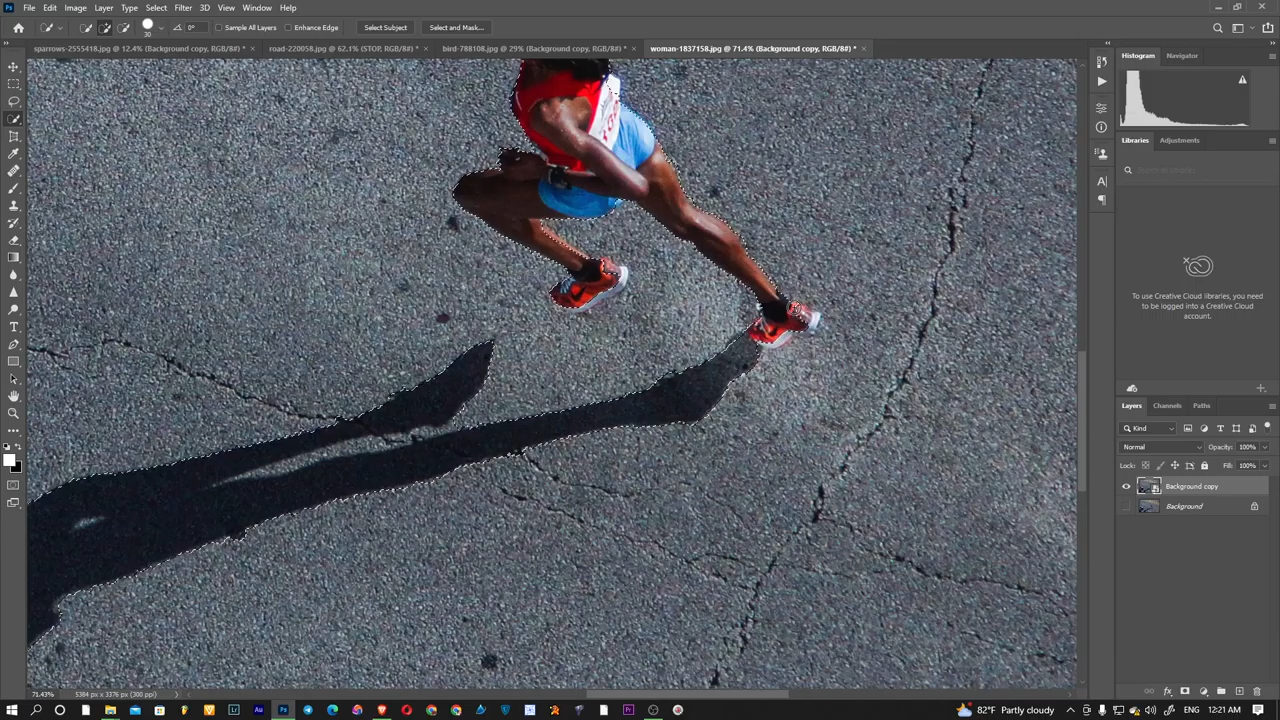 File Edit Image Layer Type Select Filter 3D View Window Help
30 0° Sample All Layers Enhance Edge Select Subject Select and Mask...
sparrows-2555418.jpg @ 12.4% (Background copy, RGB/8#) * × road-220058.jpg @ 62.1% (STOP, RGB/8#) * × bird-788108.jpg @ 29% (Background copy, RGB/8#) * × woman-1837158.jpg @ 71.4% (Background copy, RGB/8#) * ×
Histogram Navigator
Libraries Adjustments
To use Creative Cloud libraries, you need
to be logged into a Creative Cloud
account.
Layers Channels Paths
Kind
Normal Opacity: 100%
Lock: Fill: 100%
Background copy
Background
71.43% 5384 px x 3376 px (300 ppi)
82°F Partly cloudy 12:21 AM